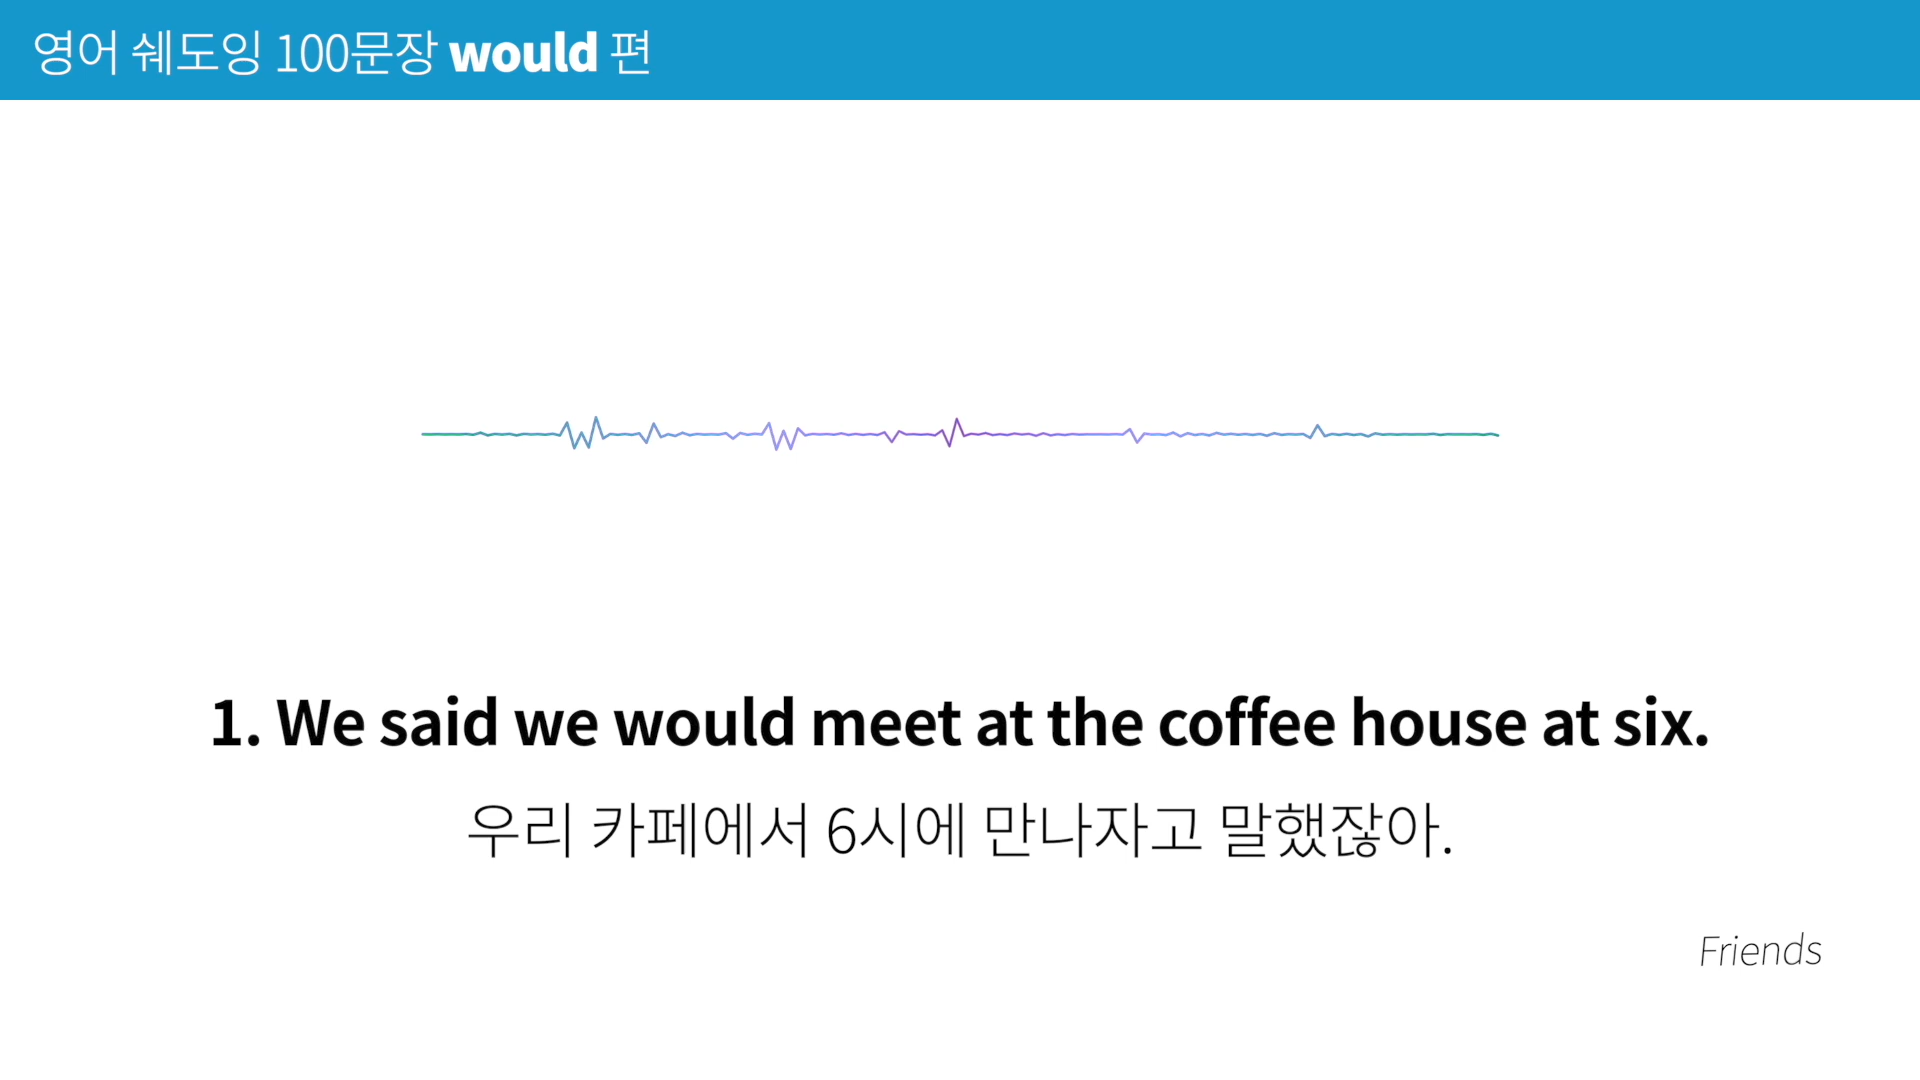 영어 쉐도잉 100문장 would 편
1. We said we would meet at the coffee house at six.
우리 카페에서 6시에 만나자고 말했잖아.
Friends